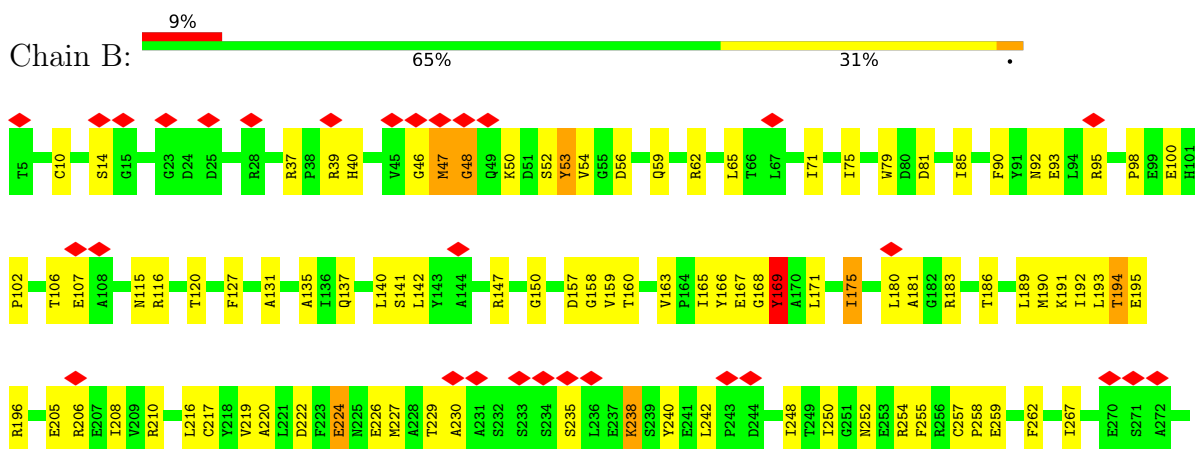 9%
Chain B:
65% 31% •
T5 C10 S14 G15 G23 D24 D25 R28 R37 P38 R39 H40 V45 G46 M47 G48 Q49 K50 D51 S52 Y53 V54 G55 D56 Q59 R62 L65 T66 L67 I71 I75 W79 D80 D81 I85 F90 Y91 N92 E93 L94 R95 P98 E99 E100 H101
P102 T106 E107 A108 N115 R116 T120 F127 A131 A135 I136 Q137 L140 S141 L142 Y143 A144 R147 G150 D157 G158 V159 T160 V163 P164 I165 Y166 E167 G168 Y169 A170 L171 I175 L180 A181 G182 R183 T186 L189 M190 K191 I192 L193 T194 E195
R196 E205 R206 E207 I208 V209 R210 L216 C217 Y218 V219 A220 L221 D222 F223 E224 N225 E226 M227 A228 T229 A230 A231 S232 S233 S234 S235 L236 E237 K238 S239 Y240 E241 L242 P243 D244 I248 T249 I250 G251 N252 E253 R254 F255 R256 C257 P258 E259 F262 I267 E270 S271 A272